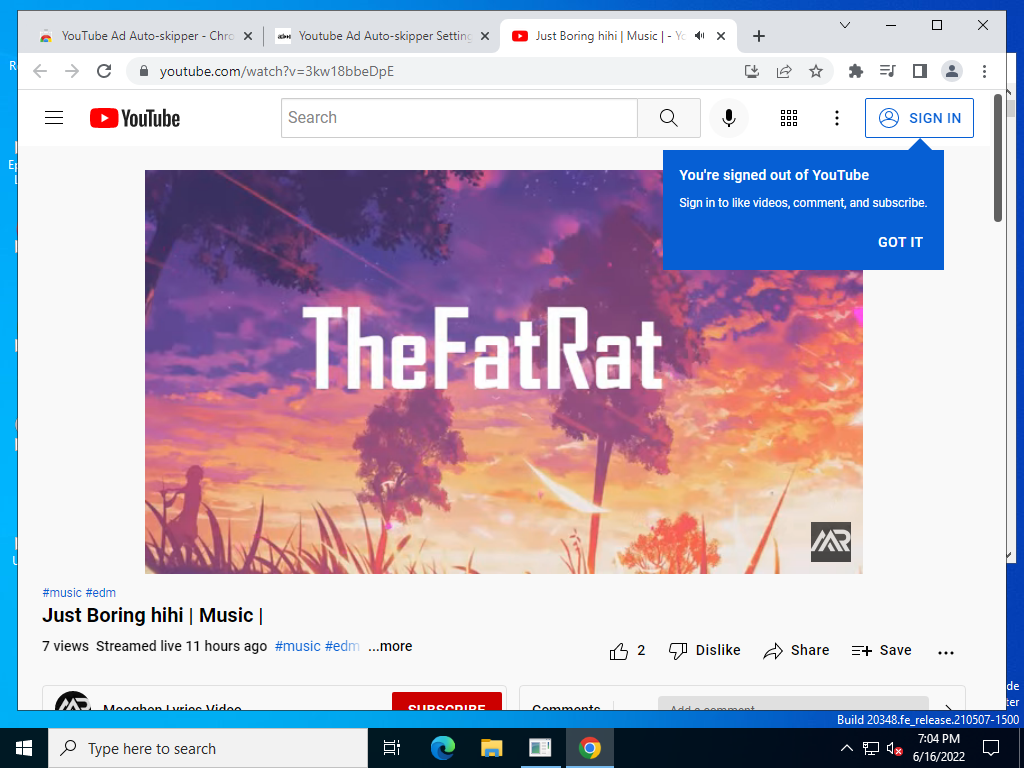 YouTube Ad Auto-skipper - Chro
Youtube Ad Auto-skipper Setting
Just Boring hihi | Music | - Yo
youtube.com/watch?v=3kw18bbeDpE
YouTube
Search
SIGN IN
You're signed out of YouTube
Sign in to like videos, comment, and subscribe.
GOT IT
TheFatRat
MR
#music #edm
Just Boring hihi | Music |
7 views Streamed live 11 hours ago #music #edm ...more
2 Dislike Share Save
Mooghen Lyrics Video
SUBSCRIBE
Comments
Add a comment...
Build 20348.fe_release.210507-1500
Type here to search
7:04 PM
6/16/2022